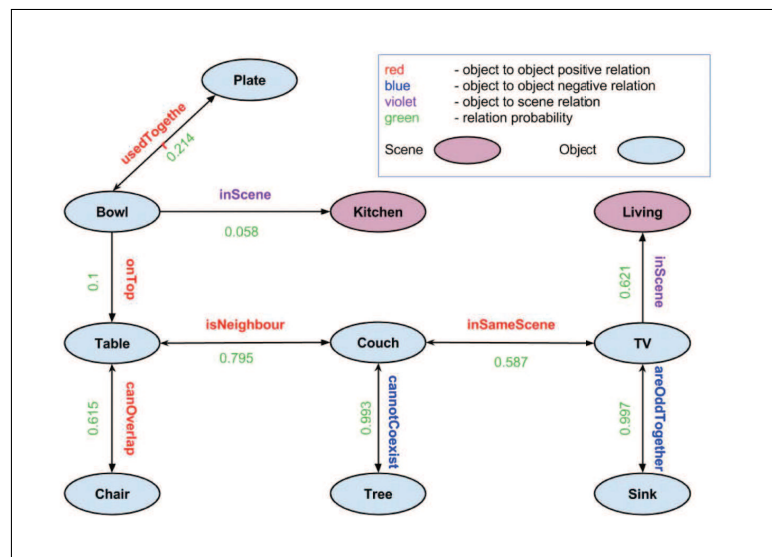 Plate
red - object to object positive relation
blue - object to object negative relation
violet - object to scene relation
green - relation probability
Scene
Object
usedTogethe
r
0.214
Bowl
inScene
0.058
Kitchen
Living
onTop
0.1
inScene
0.621
Table
isNeighbour
0.795
Couch
inSameScene
0.587
TV
canOverlap
0.615
cannotCoexist
0.993
areOddTogether
0.997
Chair
Tree
Sink